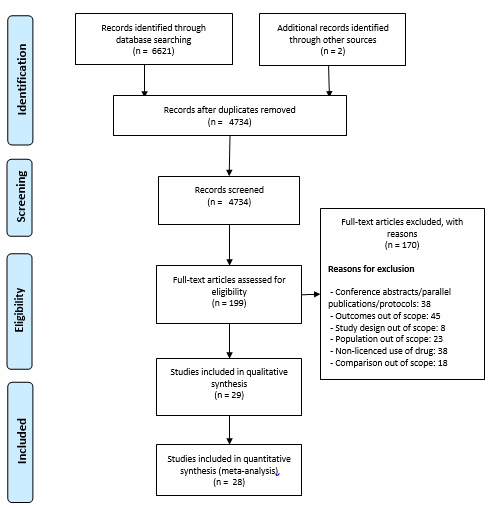 Identification
Records identified through
database searching
(n = 6621)
Additional records identified
through other sources
(n = 2)
Records after duplicates removed
(n = 4734)
Screening
Records screened
(n = 4734)
Full-text articles excluded, with
reasons
(n = 170)
Reasons for exclusion
- Conference abstracts/parallel
publications/protocols: 38
- Outcomes out of scope: 45
- Study design out of scope: 8
- Population out of scope: 23
- Non-licenced use of drug: 38
- Comparison out of scope: 18
Eligibility
Full-text articles assessed for
eligibility
(n = 199)
Studies included in qualitative
synthesis
(n = 29)
Included
Studies included in quantitative
synthesis (meta-analysis)
(n = 28)